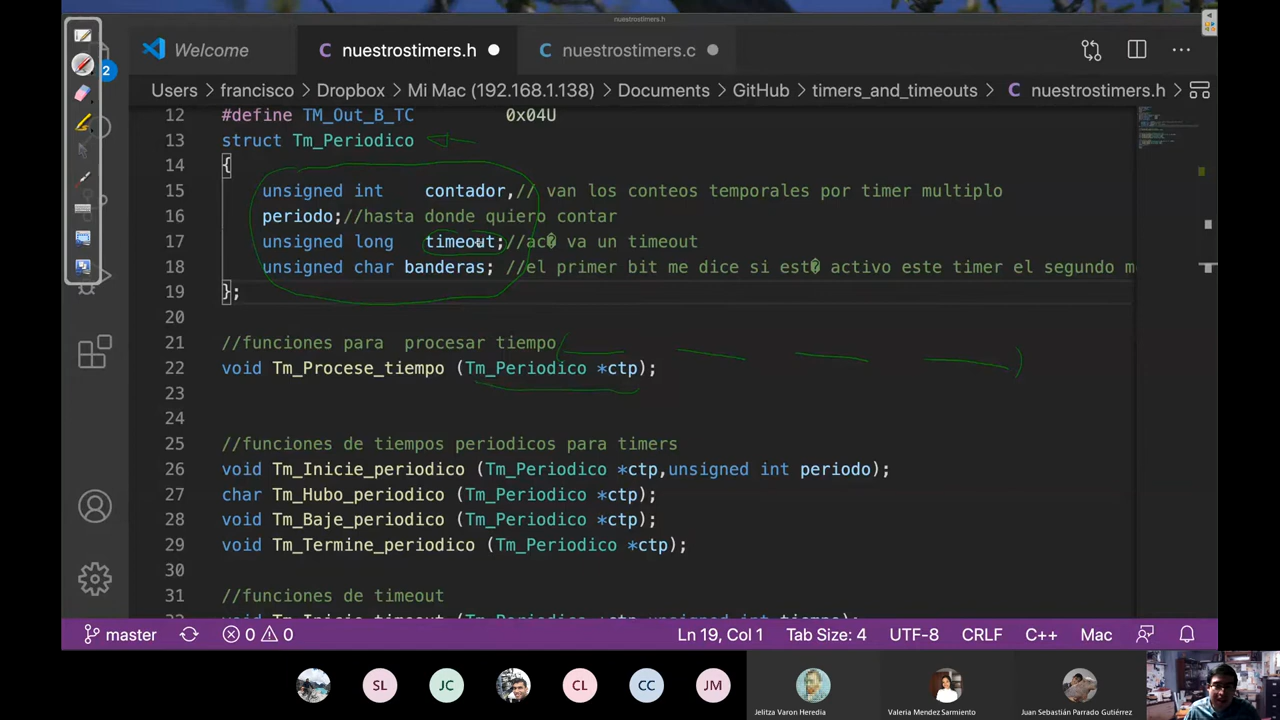 nuestrostimers.h
Welcome
C nuestrostimers.h
C nuestrostimers.c
2
Users > francisco > Dropbox > Mi Mac (192.168.1.138) > Documents > GitHub > timers_and_timeouts > C nuestrostimers.h
12 #define TM_Out_B_TC 0x04U
13 struct Tm_Periodico
14 {
15 unsigned int contador,// van los conteos temporales por timer multiplo
16 periodo;//hasta donde quiero contar
17 unsigned long timeout;//ac� va un timeout
18 unsigned char banderas; //el primer bit me dice si est� activo este timer el segundo m
19 };
20
21 //funciones para procesar tiempo
22 void Tm_Procese_tiempo (Tm_Periodico *ctp);
23
24
25 //funciones de tiempos periodicos para timers
26 void Tm_Inicie_periodico (Tm_Periodico *ctp,unsigned int periodo);
27 char Tm_Hubo_periodico (Tm_Periodico *ctp);
28 void Tm_Baje_periodico (Tm_Periodico *ctp);
29 void Tm_Termine_periodico (Tm_Periodico *ctp);
30
31 //funciones de timeout
master 0 0 Ln 19, Col 1 Tab Size: 4 UTF-8 CRLF C++ Mac
SL JC CL CC JM
Jelitza Varon Heredia
Valeria Mendez Sarmiento
Juan Sebastián Parrado Gutiérrez